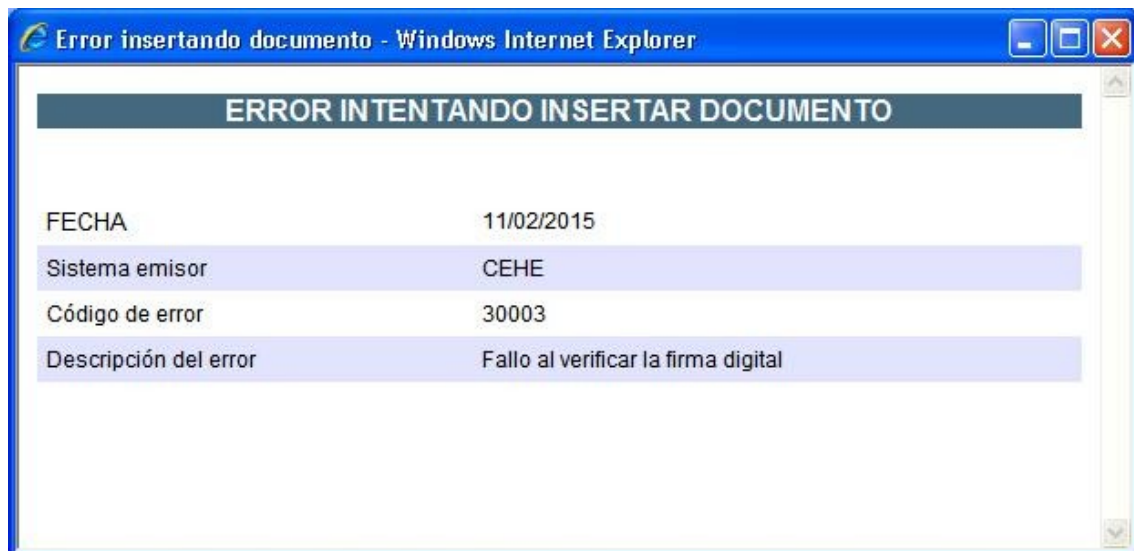 Error insertando documento - Windows Internet Explorer
ERROR INTENTANDO INSERTAR DOCUMENTO
FECHA 11/02/2015
Sistema emisor CEHE
Código de error 30003
Descripción del error Fallo al verificar la firma digital